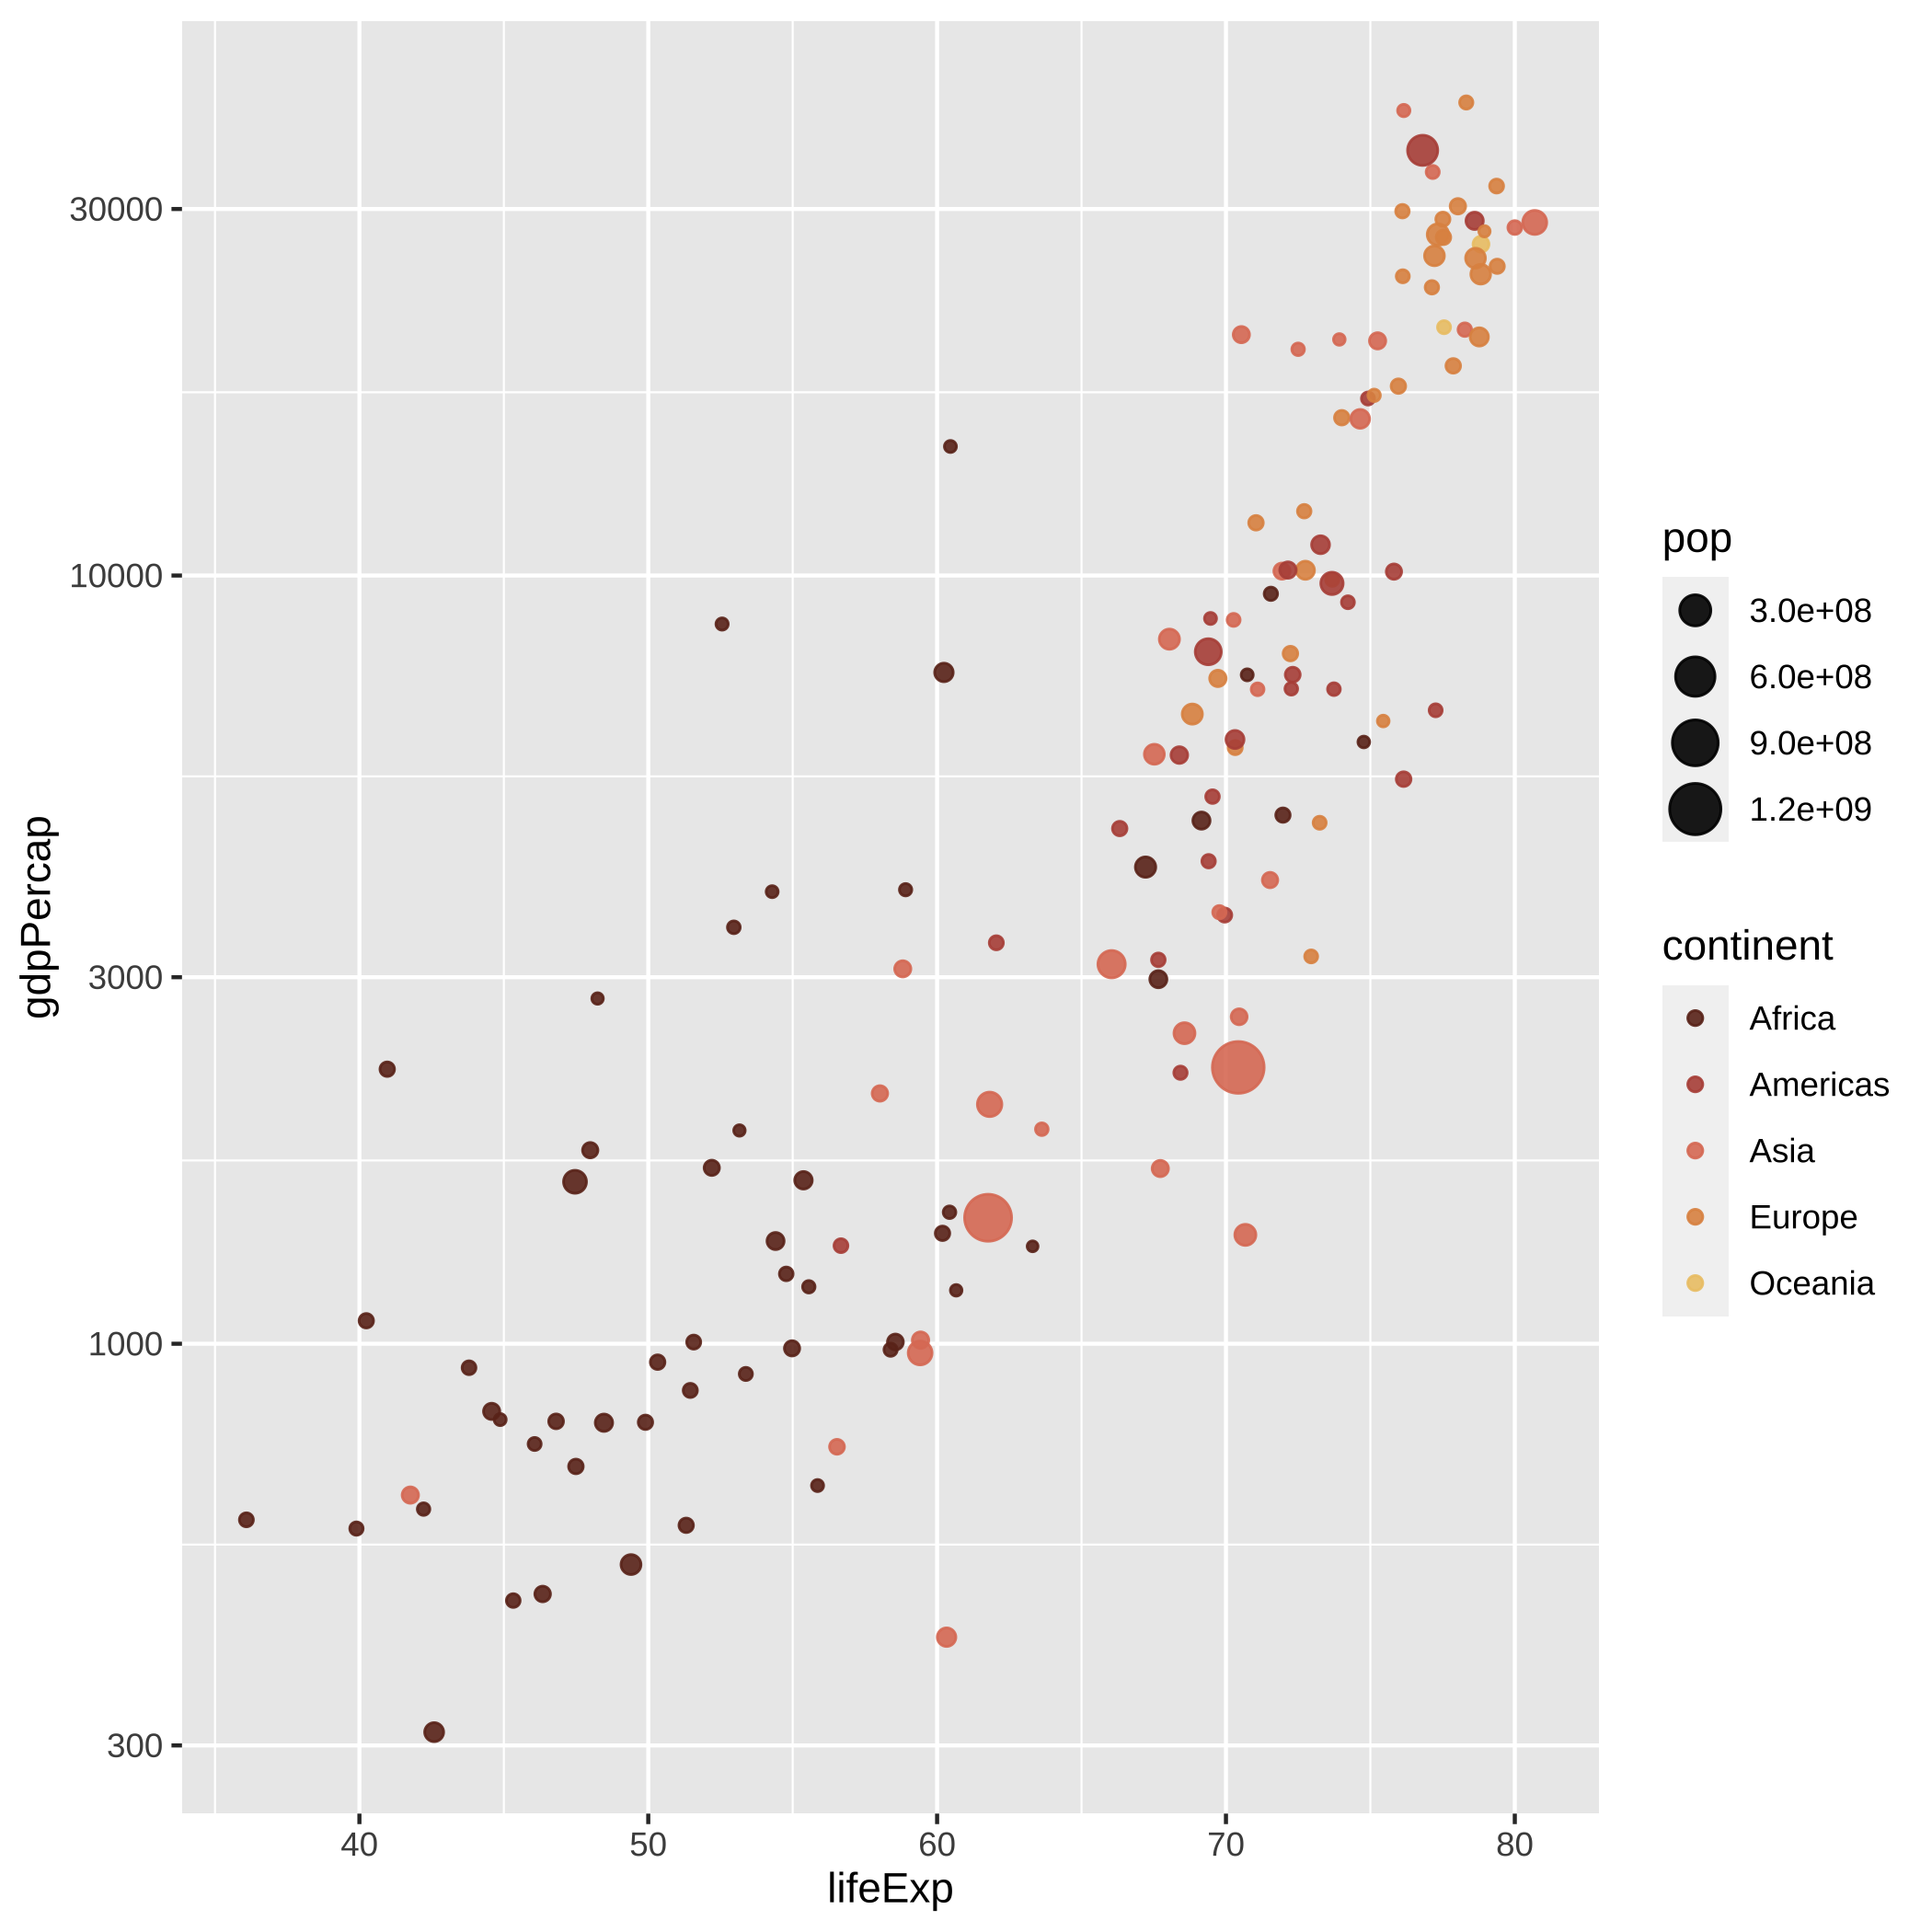 30000
10000
3000
1000
300
gdpPercap
40
50
60
70
80
lifeExp
pop
3.0e+08
6.0e+08
9.0e+08
1.2e+09
continent
Africa
Americas
Asia
Europe
Oceania